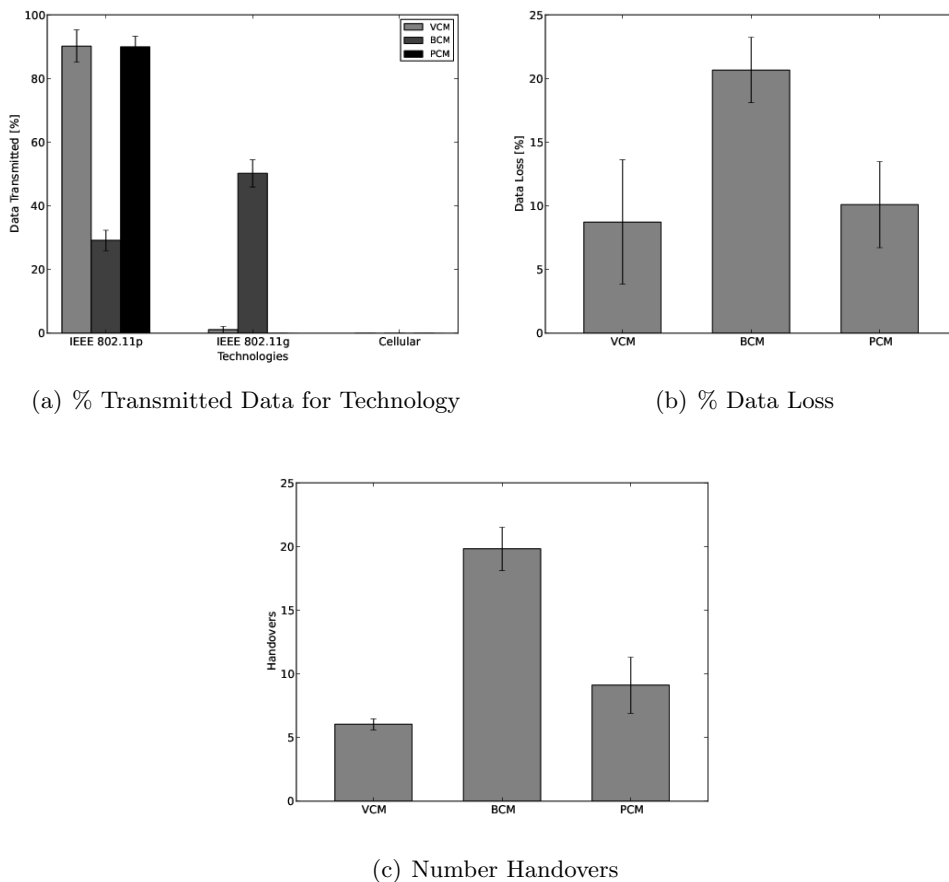 100
80
60
40
20
0
Data Transmitted [%]
VCM
BCM
PCM
IEEE 802.11p
IEEE 802.11g
Cellular
Technologies
(a) % Transmitted Data for Technology
25
20
15
10
5
0
Data Loss [%]
VCM
BCM
PCM
(b) % Data Loss
25
20
15
10
5
0
Handovers
VCM
BCM
PCM
(c) Number Handovers